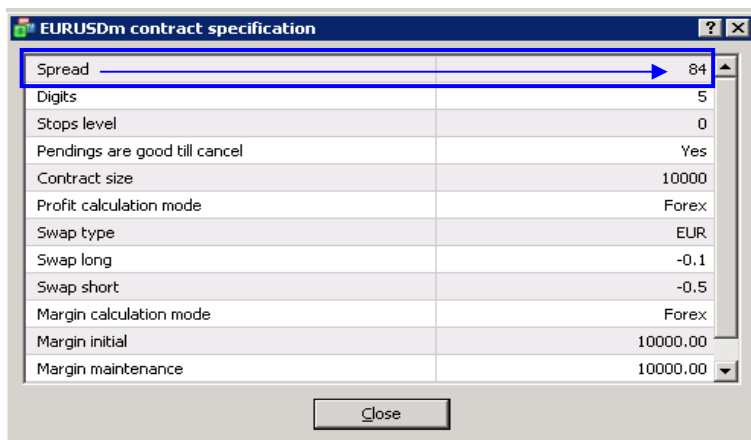 EURUSDm contract specification
Spread 84
Digits 5
Stops level 0
Pendings are good till cancel Yes
Contract size 10000
Profit calculation mode Forex
Swap type EUR
Swap long -0.1
Swap short -0.5
Margin calculation mode Forex
Margin initial 10000.00
Margin maintenance 10000.00
Close